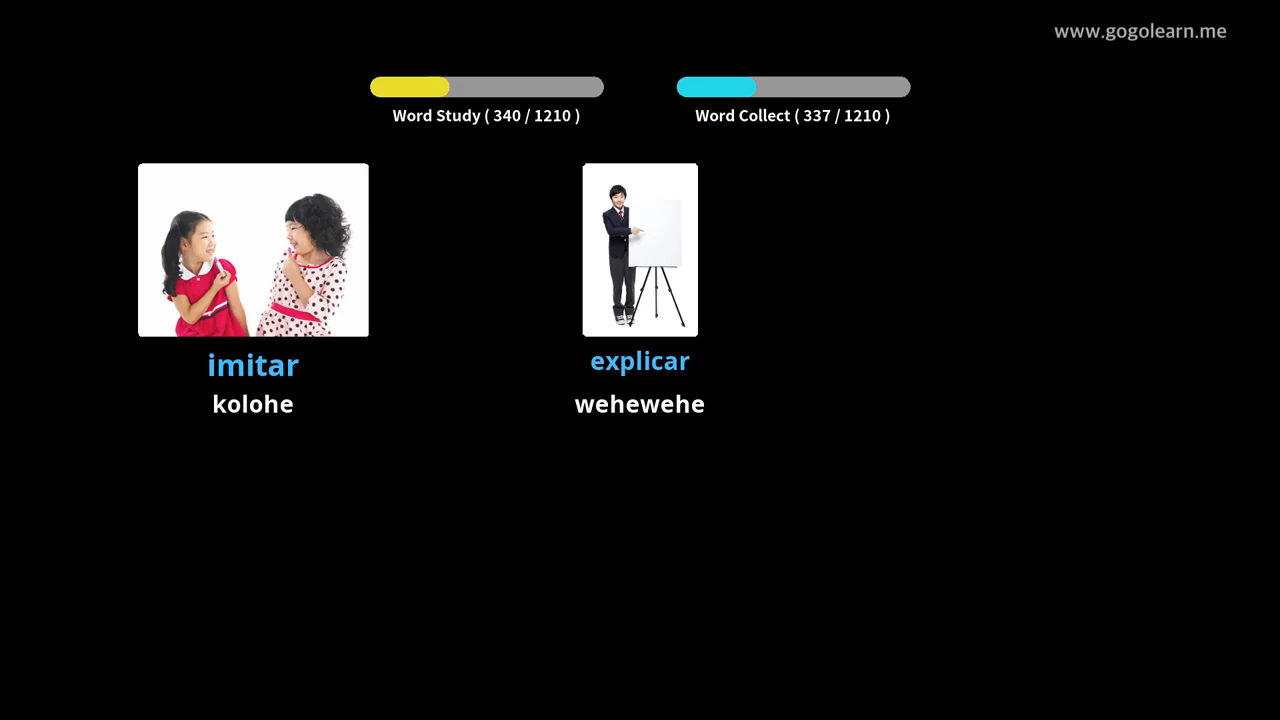 www.gogolearn.me
Word Study ( 340 / 1210 )
Word Collect ( 337 / 1210 )
imitar
kolohe
explicar
wehewehe